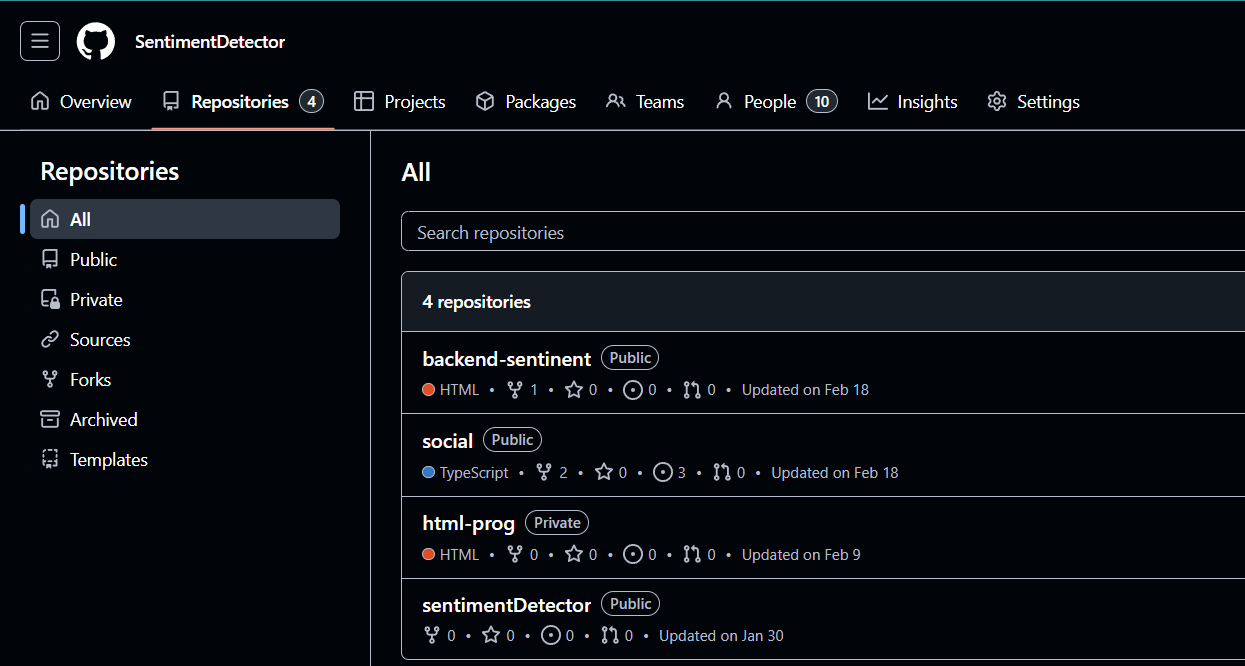 SentimentDetector
Overview Repositories 4 Projects Packages Teams People 10 Insights Settings
Repositories
All
Public
Private
Sources
Forks
Archived
Templates
All
Search repositories
4 repositories
backend-sentinent Public
HTML • 1 • 0 • 0 • 0 • Updated on Feb 18
social Public
TypeScript • 2 • 0 • 3 • 0 • Updated on Feb 18
html-prog Private
HTML • 0 • 0 • 0 • 0 • Updated on Feb 9
sentimentDetector Public
0 • 0 • 0 • 0 • Updated on Jan 30